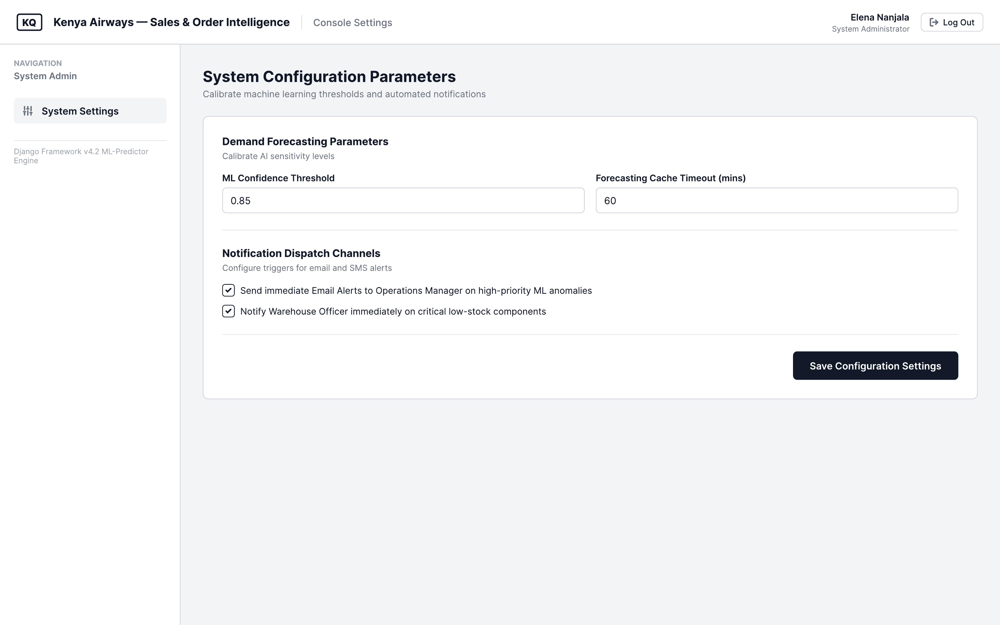 KQ
Kenya Airways — Sales & Order Intelligence
Console Settings
Elena Nanjala
System Administrator
Log Out
NAVIGATION
System Admin
System Settings
Django Framework v4.2 ML-Predictor
Engine
System Configuration Parameters
Calibrate machine learning thresholds and automated notifications
Demand Forecasting Parameters
Calibrate AI sensitivity levels
ML Confidence Threshold
0.85
Forecasting Cache Timeout (mins)
60
Notification Dispatch Channels
Configure triggers for email and SMS alerts
Send immediate Email Alerts to Operations Manager on high-priority ML anomalies
Notify Warehouse Officer immediately on critical low-stock components
Save Configuration Settings